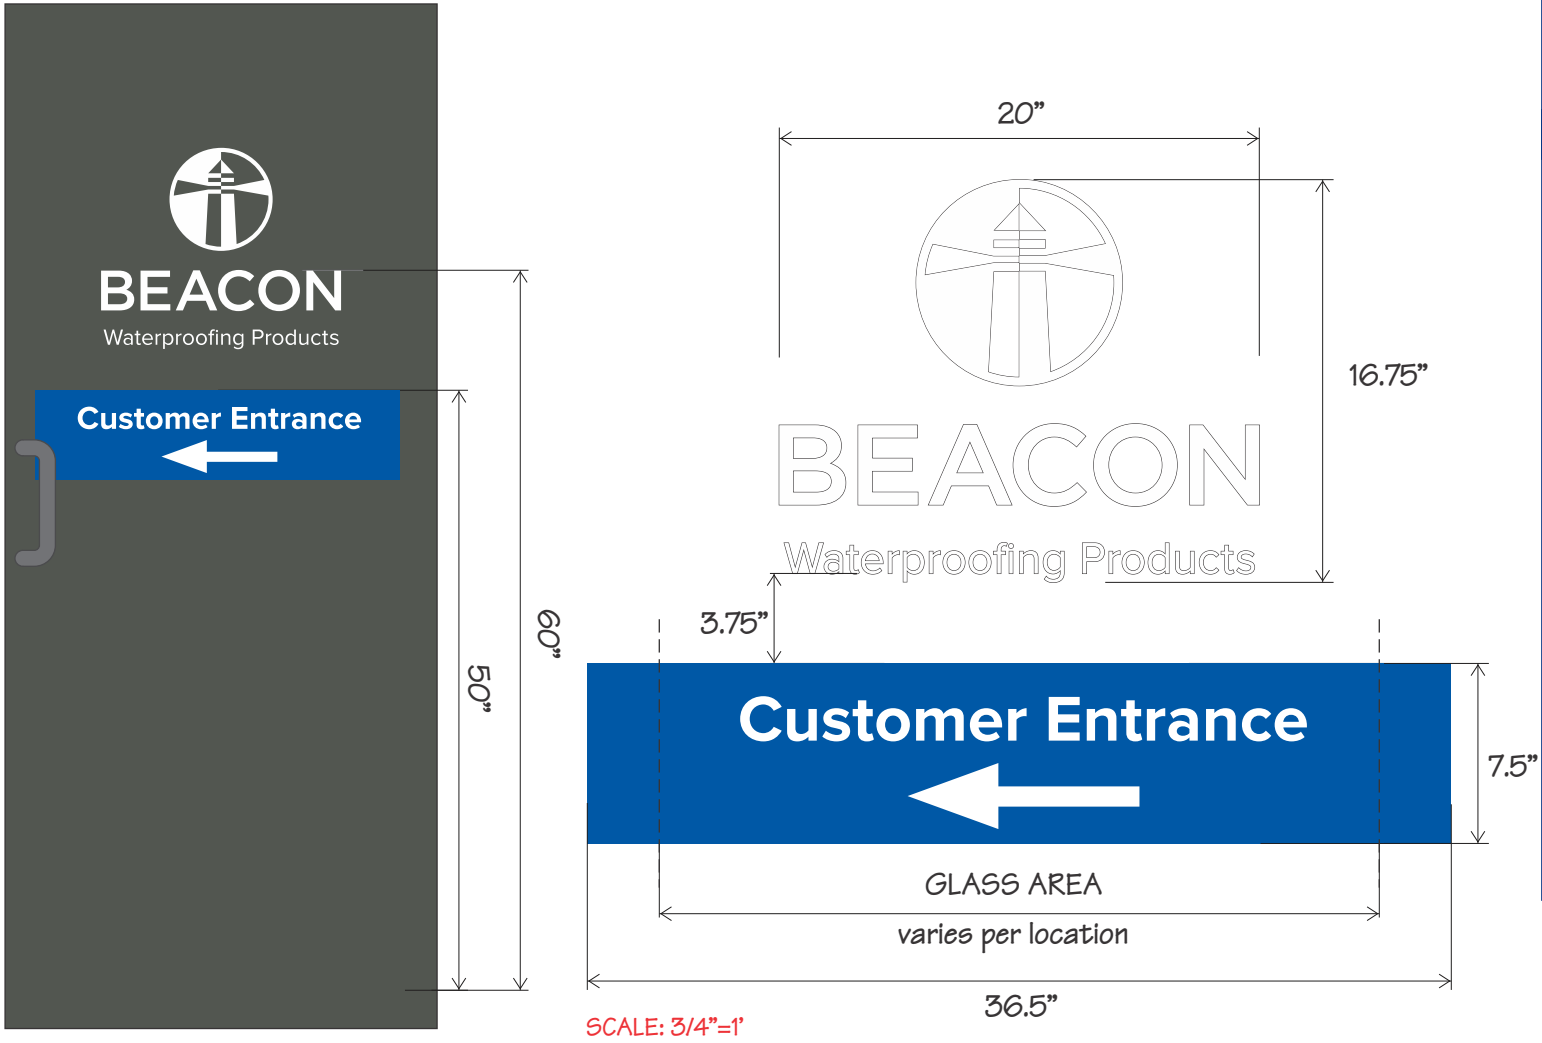 BEACON
Waterproofing Products
Customer Entrance
60”
50”
20”
16.75”
BEACON
Waterproofing Products
3.75”
Customer Entrance
7.5”
GLASS AREA
varies per location
36.5”
SCALE: 3/4”=1’